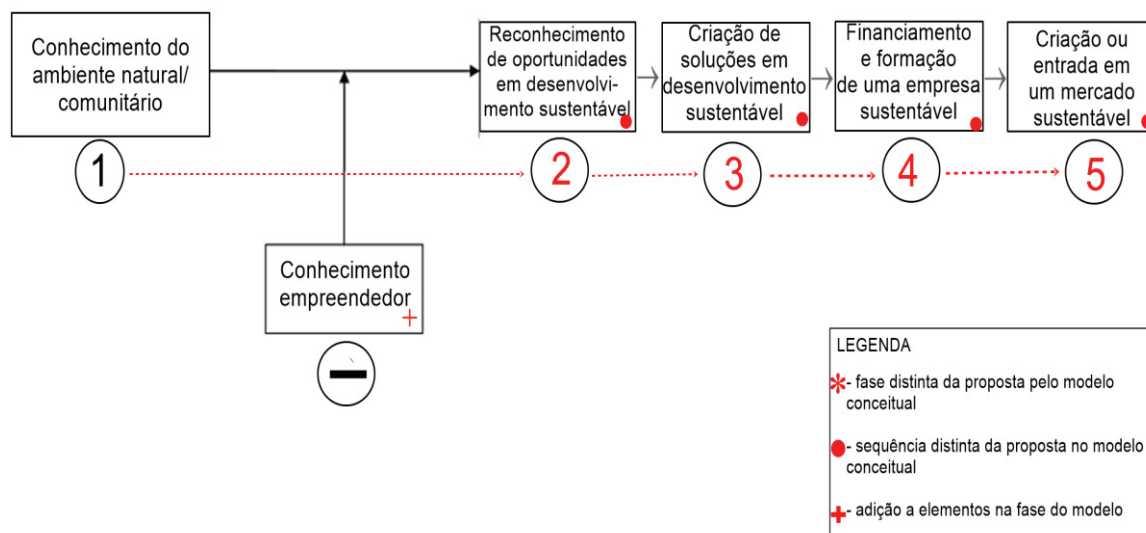 Conhecimento do
ambiente natural/
comunitário
Reconhecimento
de oportunidades
em desenvolvi-
mento sustentável
Criação de
soluções em
desenvolvimento
sustentável
Financiamento
e formação
de uma empresa
sustentável
Criação ou
entrada em
um mercado
sustentável
1
2
3
4
5
Conhecimento
empreendedor
+
LEGENDA
*- fase distinta da proposta pelo modelo
conceitual
- sequência distinta da proposta no modelo
conceitual
+- adição a elementos na fase do modelo